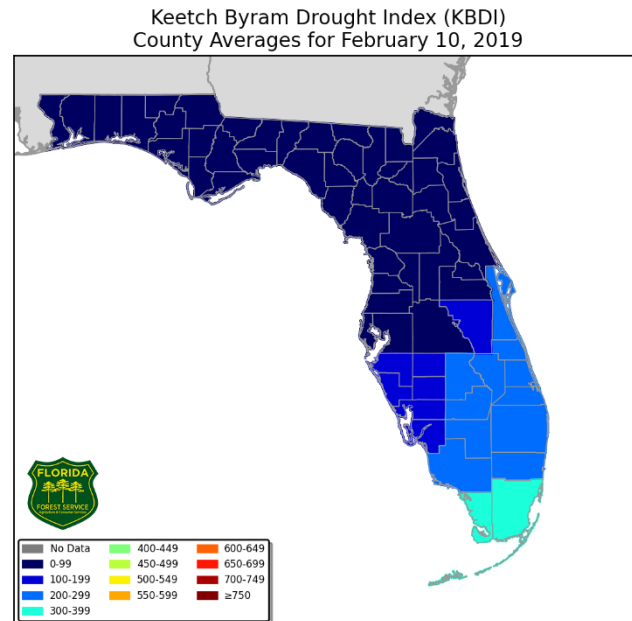 Keetch Byram Drought Index (KBDI)
County Averages for February 10, 2019
FLORIDA
FOREST SERVICE
No Data
0-99
100-199
200-299
300-399
400-449
450-499
500-549
550-599
600-649
650-699
700-749
≥750